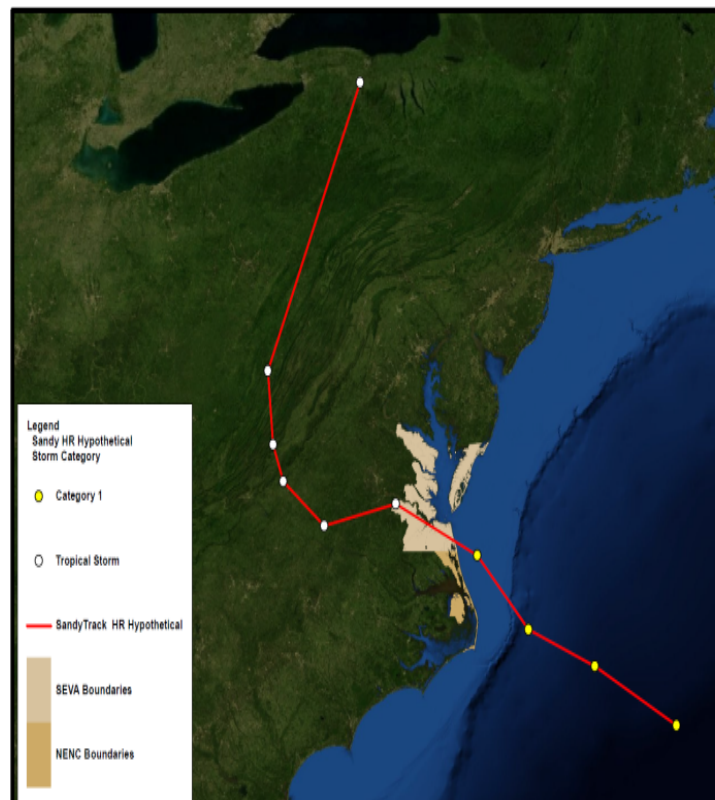 Legend
Sandy HR Hypothetical
Storm Category
Category 1
Tropical Storm
SandyTrack HR Hypothetical
SEVA Boundaries
NENC Boundaries